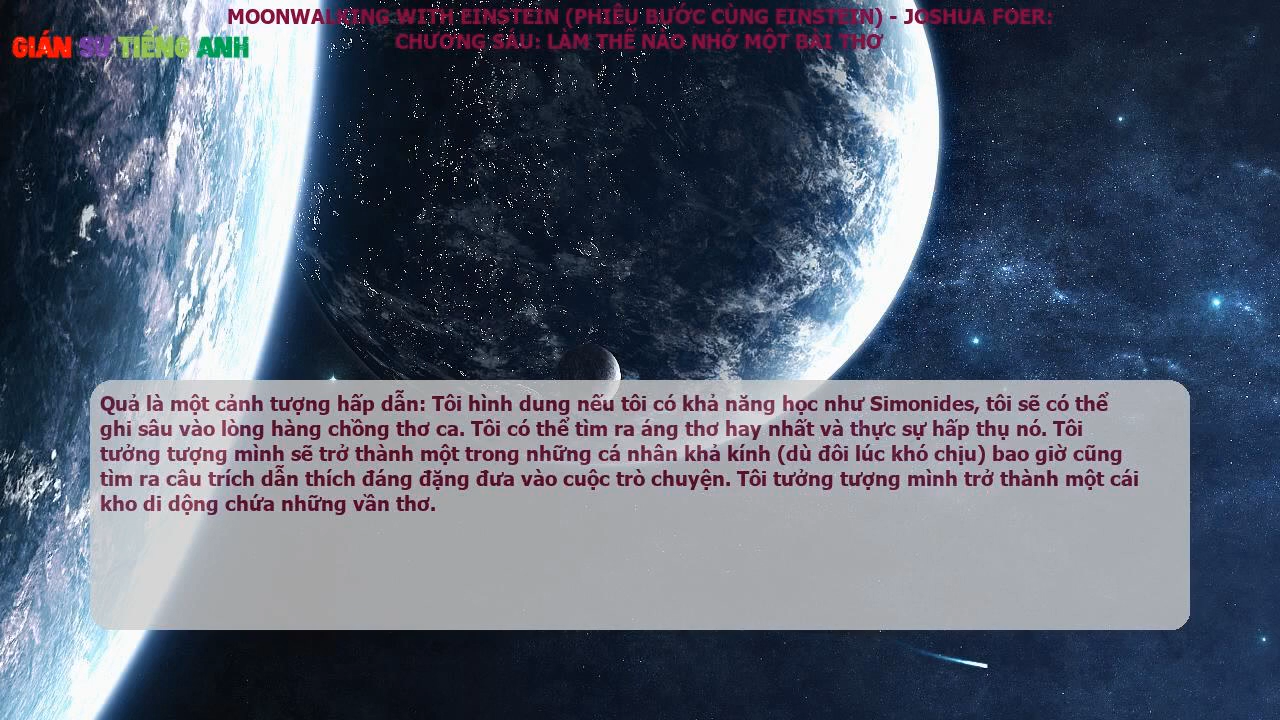 MOONWALKING WITH EINSTEIN (PHIÊU BƯỚC CÙNG EINSTEIN) - JOSHUA FOER:
CHƯƠNG SÁU: LÀM THẾ NÀO NHỚ MỘT BÀI THƠ
GIÁN SỨ TIẾNG ANH
Quả là một cảnh tượng hấp dẫn: Tôi hình dung nếu tôi có khả năng học như Simonides, tôi sẽ có thể
ghi sâu vào lòng hàng chồng thơ ca. Tôi có thể tìm ra áng thơ hay nhất và thực sự hấp thụ nó. Tôi
tưởng tượng mình sẽ trở thành một trong những cá nhân khả kính (dù đôi lúc khó chịu) bao giờ cũng
tìm ra câu trích dẫn thích đáng đặng đưa vào cuộc trò chuyện. Tôi tưởng tượng mình trở thành một cái
kho di dộng chứa những vần thơ.